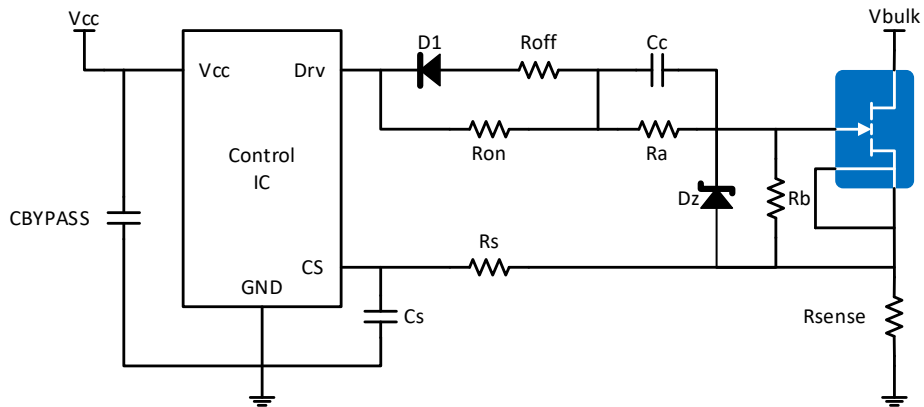 Vcc
Vbulk
D1
Roff
Cc
Vcc
Drv
Ron
Ra
Control
IC
Dz
Rb
CBYPASS
Rs
CS
GND
Cs
Rsense